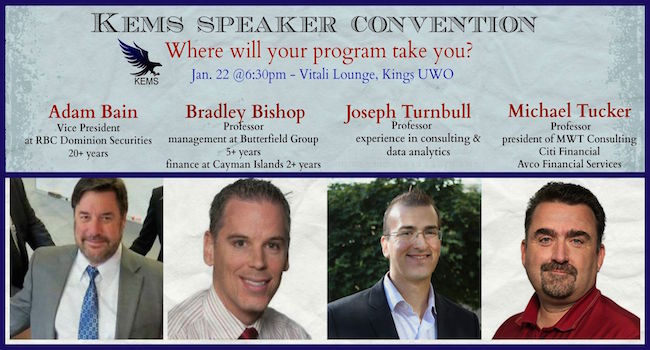 KEMS SPEAKER CONVENTION
Where will your program take you?
KEMS
Jan. 22 @6:30pm - Vitali Lounge, Kings UWO
Adam Bain
Vice President
at RBC Dominion Securities
20+ years
Bradley Bishop
Professor
management at Butterfield Group
5+ years
finance at Cayman Islands 2+ years
Joseph Turnbull
Professor
experience in consulting &
data analytics
Michael Tucker
Professor
president of MWT Consulting
Citi Financial
Avco Financial Services